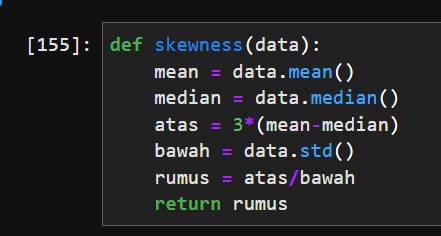 [155]: def skewness(data):
    mean = data.mean()
    median = data.median()
    atas = 3*(mean-median)
    bawah = data.std()
    rumus = atas/bawah
    return rumus